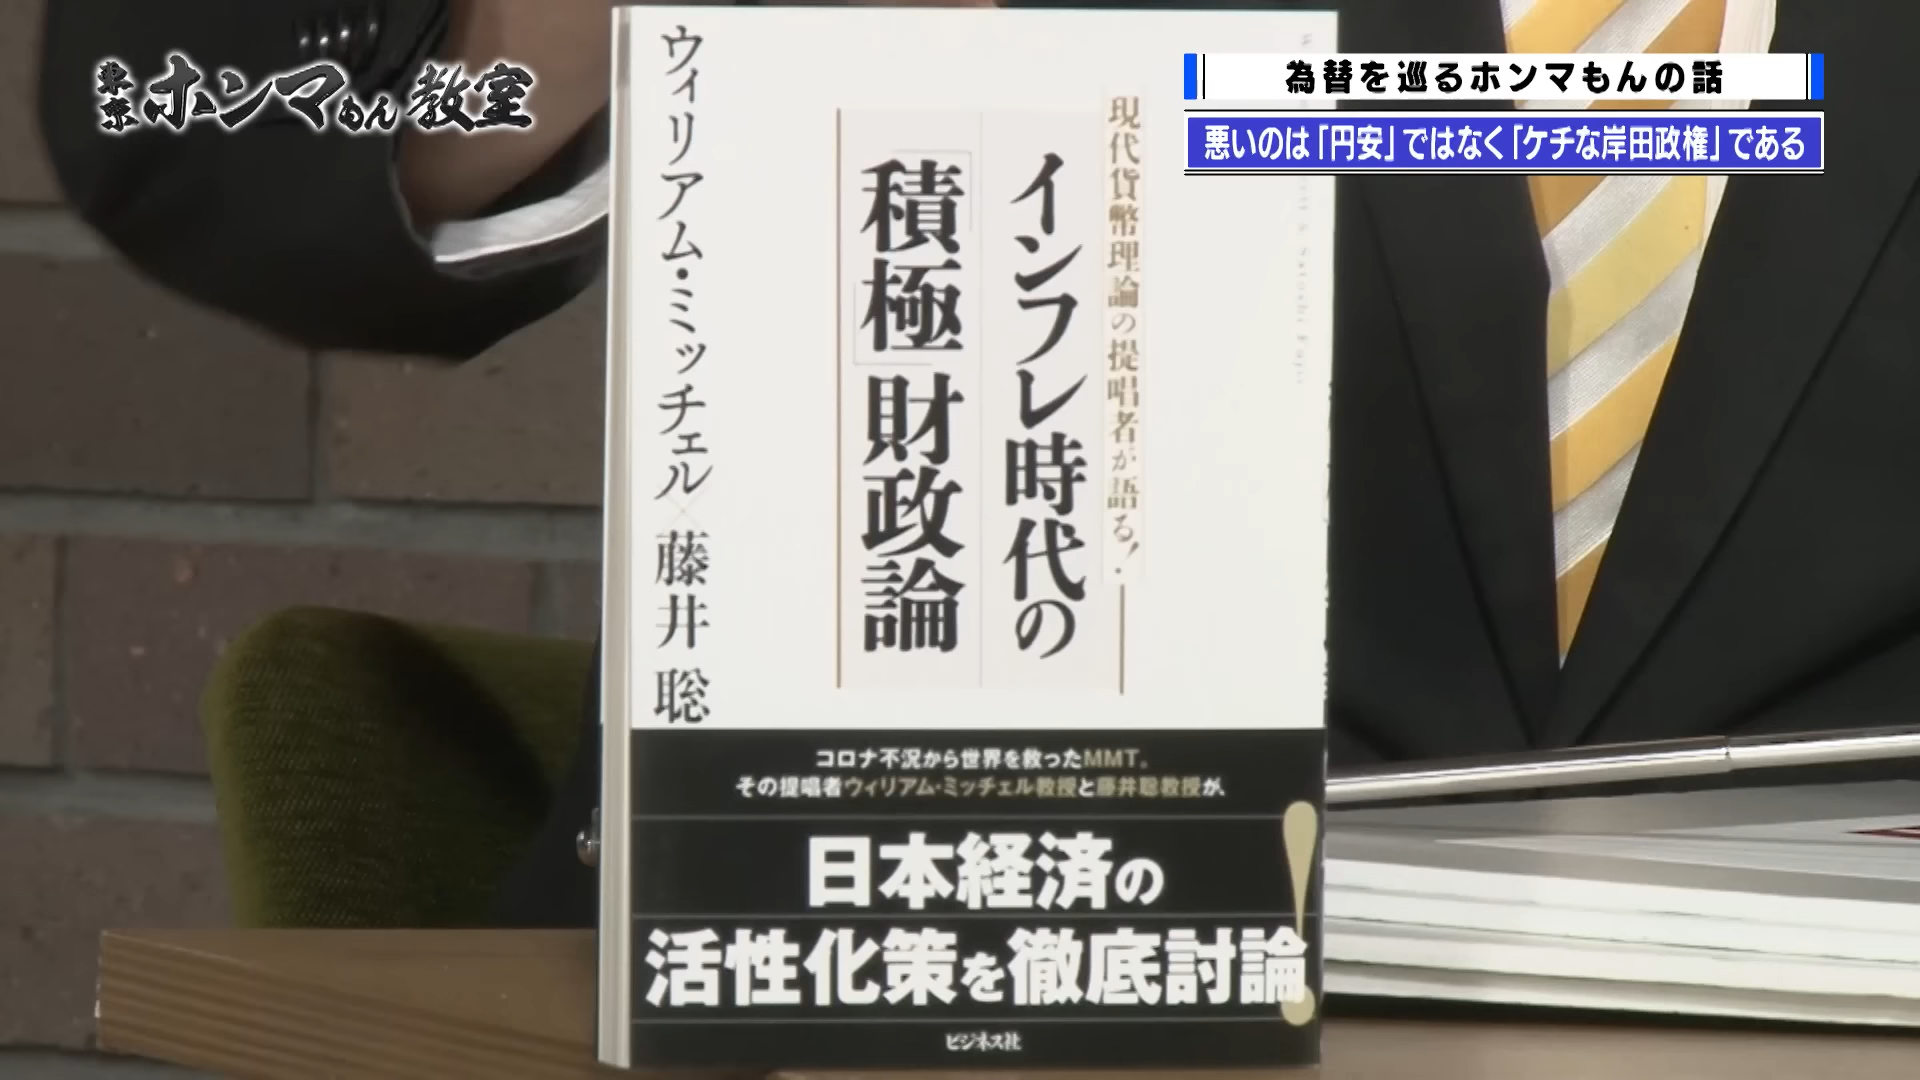 東京ホンマもん教室
為替を巡るホンマもんの話
悪いのは「円安」ではなく「ケチな岸田政権」である
現代貨幣理論の提唱者が語る!
インフレ時代の
「積極」財政論
ウィリアム・ミッチェル×藤井聡
コロナ不況から世界を救ったMMT。
その提唱者ウィリアム・ミッチェル教授と藤井聡教授が、
日本経済の
活性化策を徹底討論!
ビジネス社